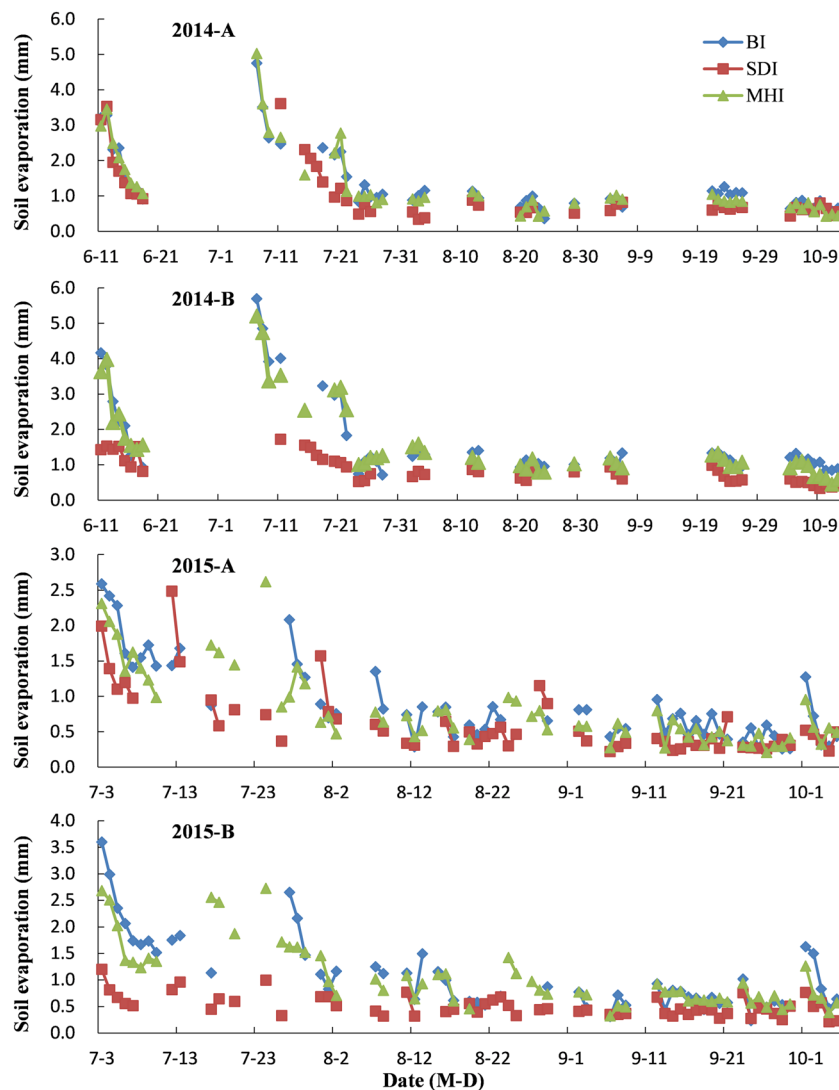 2014-A
Soil evaporation (mm)
6.0
5.0
4.0
3.0
2.0
1.0
0.0
BI
SDI
MHI
6-11 6-21 7-1 7-11 7-21 7-31 8-10 8-20 8-30 9-9 9-19 9-29 10-9
2014-B
Soil evaporation (mm)
6.0
5.0
4.0
3.0
2.0
1.0
0.0
6-11 6-21 7-1 7-11 7-21 7-31 8-10 8-20 8-30 9-9 9-19 9-29 10-9
2015-A
Soil evaporation (mm)
3.0
2.5
2.0
1.5
1.0
0.5
0.0
7-3 7-13 7-23 8-2 8-12 8-22 9-1 9-11 9-21 10-1
2015-B
Soil evaporation (mm)
4.0
3.5
3.0
2.5
2.0
1.5
1.0
0.5
0.0
7-3 7-13 7-23 8-2 8-12 8-22 9-1 9-11 9-21 10-1
Date (M-D)